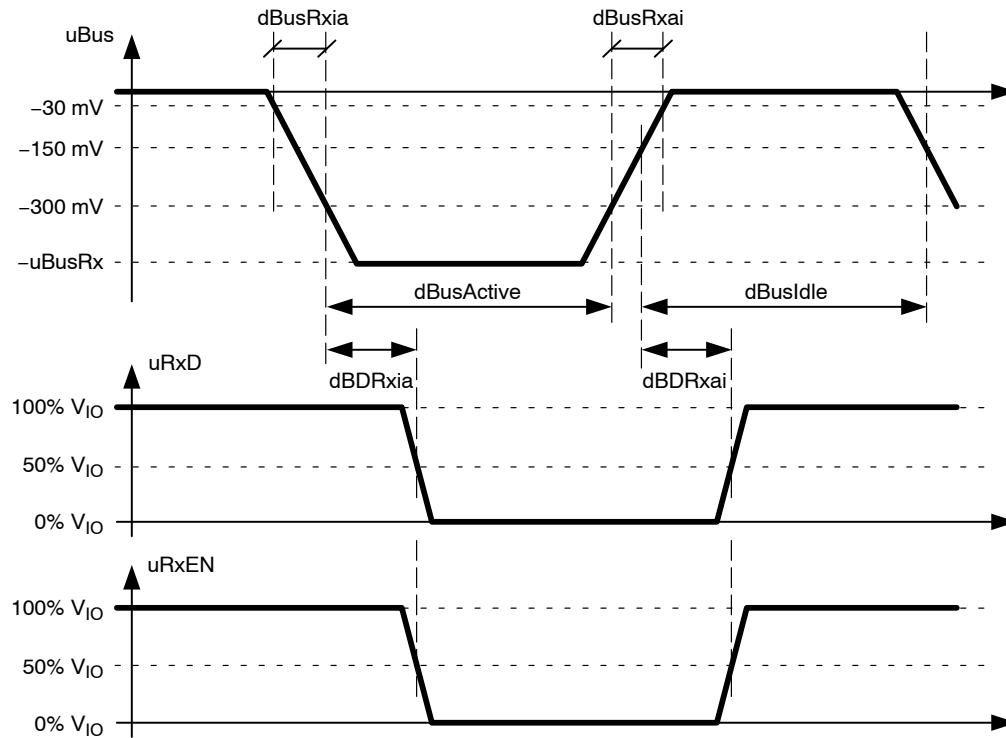 dBusRxia dBusRxai
uBus
–30 mV
–150 mV
–300 mV
–uBusRx
dBusActive dBusIdle
uRxD
dBDRxia dBDRxai
100% VIO
50% VIO
0% VIO
uRxEN
100% VIO
50% VIO
0% VIO